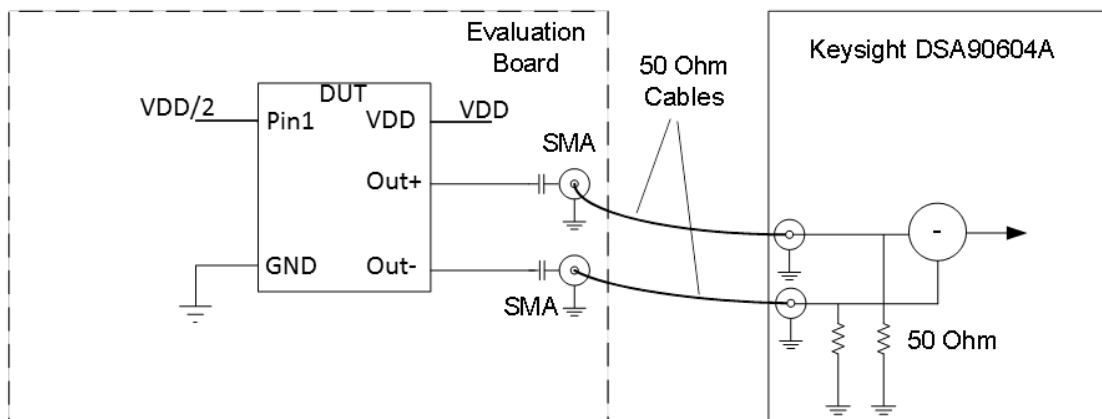 Evaluation
Board
Keysight DSA90604A
50 Ohm
Cables
DUT
VDD/2
Pin1
VDD
VDD
SMA
Out+
GND
Out-
SMA
-
50 Ohm